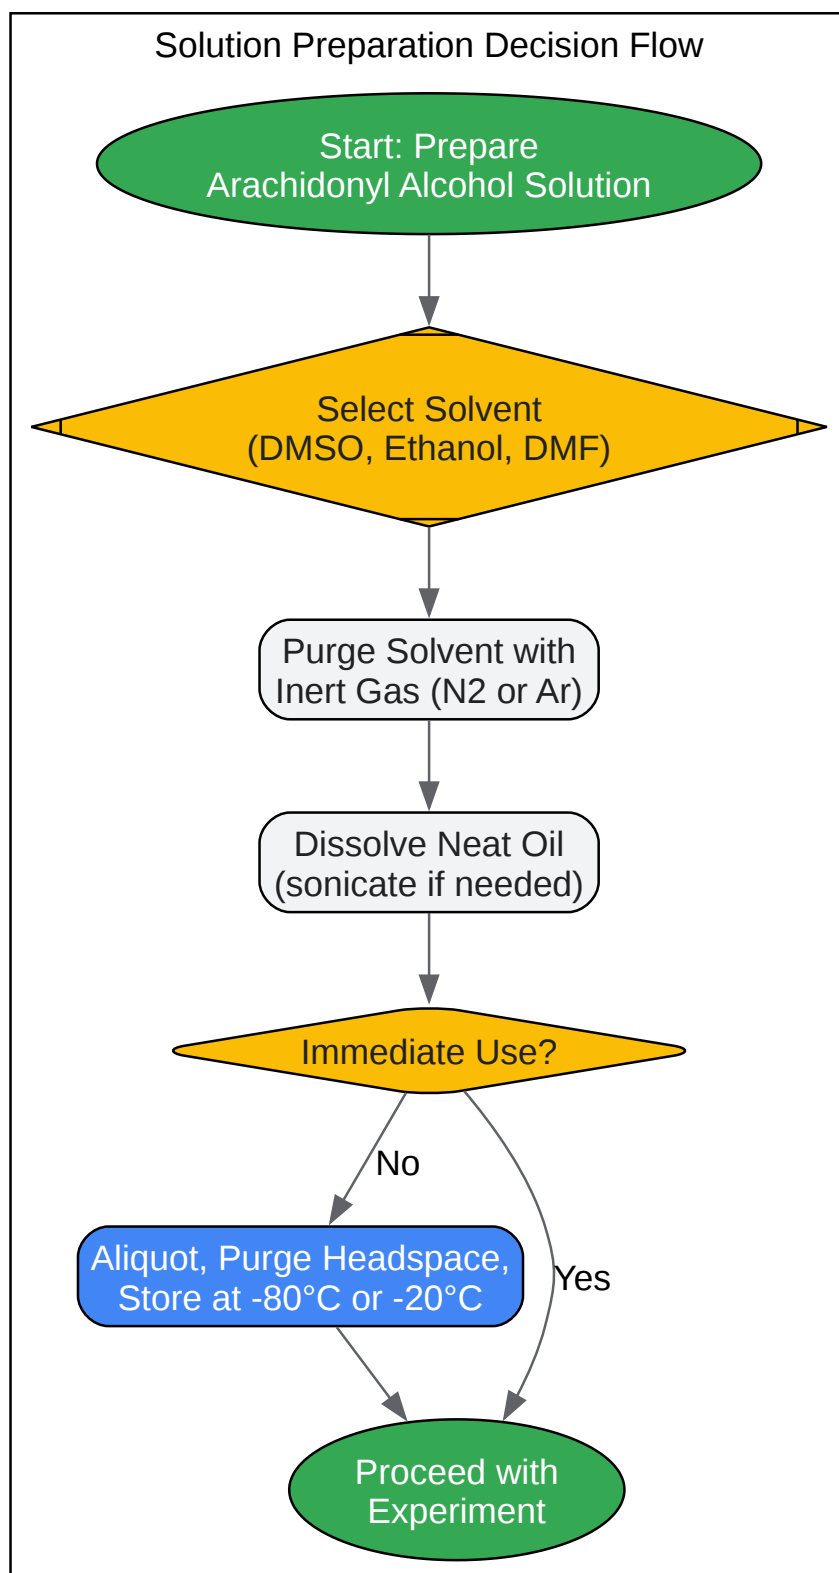 Solution Preparation Decision Flow
Start: Prepare
Arachidonyl Alcohol Solution
Select Solvent
(DMSO, Ethanol, DMF)
Purge Solvent with
Inert Gas (N2 or Ar)
Dissolve Neat Oil
(sonicate if needed)
Immediate Use?
No
Aliquot, Purge Headspace,
Store at -80°C or -20°C
Yes
Proceed with
Experiment